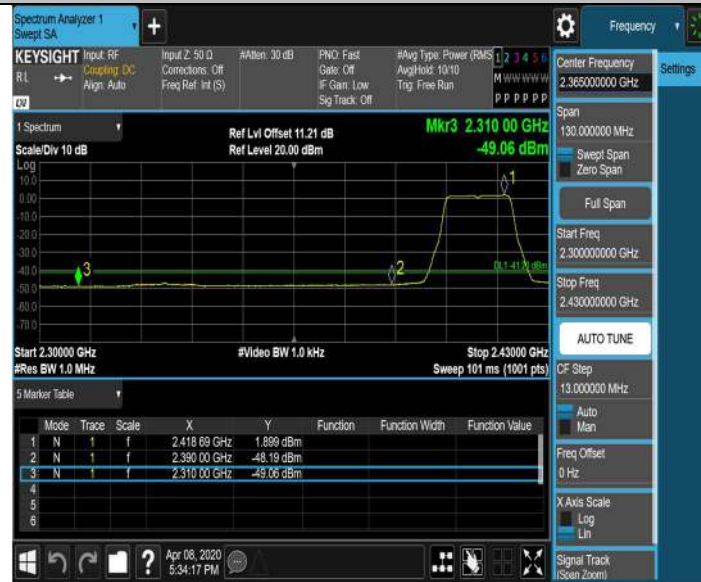 Spectrum Analyzer 1
Swept SA
Frequency
KEYSIGHT
Input: RF
Coupling: DC
Align: Auto
RL
Input Z: 50 Ω
Corrections: Off
Freq Ref: Int (S)
#Atten: 30 dB
PNO: Fast
Gate: Off
IF Gain: Low
Sig Track: Off
#Avg Type: Power (RMS
Avg|Hold: 10/10
Trig: Free Run
1 2 3 4 5 6
M W W W W W
P P P P P P
Settings
Center Frequency
2.365000000 GHz
Span
130.000000 MHz
Swept Span
Zero Span
Full Span
Start Freq
2.300000000 GHz
Stop Freq
2.430000000 GHz
AUTO TUNE
CF Step
13.000000 MHz
Auto
Man
Freq Offset
0 Hz
X Axis Scale
Log
Lin
Signal Track
(Span Zoom)
1 Spectrum
Scale/Div 10 dB
Ref Lvl Offset 11.21 dB
Ref Level 20.00 dBm
Mkr3 2.310 00 GHz
-49.06 dBm
Log
10.0
0.00
-10.0
-20.0
-30.0
-40.0
-50.0
-60.0
-70.0
1
2
3
Start 2.30000 GHz
#Res BW 1.0 MHz
#Video BW 1.0 kHz
Stop 2.43000 GHz
Sweep 101 ms (1001 pts)
5 Marker Table
Mode Trace Scale X Y Function Function Width Function Value
1 N 1 f 2.418 69 GHz 1.899 dBm
2 N 1 f 2.390 00 GHz -48.19 dBm
3 N 1 f 2.310 00 GHz -49.06 dBm
4
5
6
Apr 08, 2020
5:34:17 PM